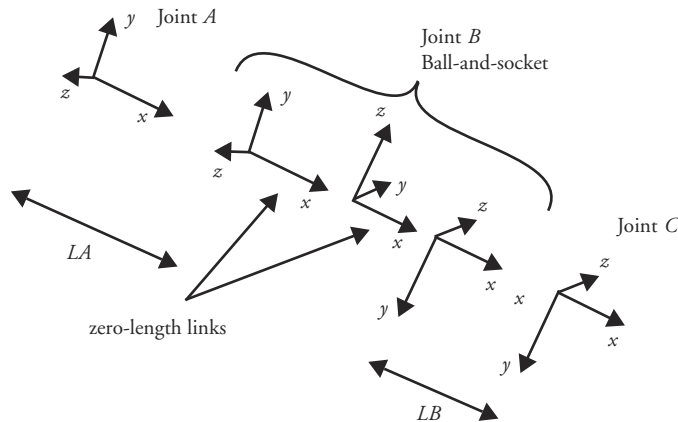 y Joint A
z
x
Joint B
Ball-and-socket
y
z
x
z
y
x
z
y
x
x
Joint C
z
y
x
LA
zero-length links
LB